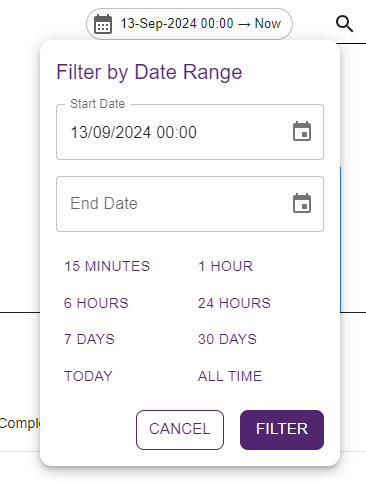 13-Sep-2024 00:00 → Now
Filter by Date Range
Start Date
13/09/2024 00:00
End Date
15 MINUTES 1 HOUR
6 HOURS 24 HOURS
7 DAYS 30 DAYS
TODAY ALL TIME
CANCEL FILTER